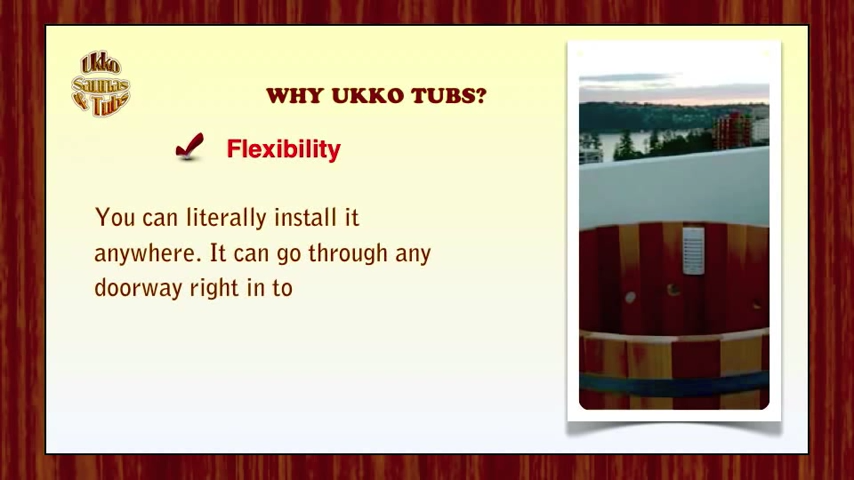 Ukko
Saunas
& Tubs
WHY UKKO TUBS?
Flexibility
You can literally install it
anywhere. It can go through any
doorway right in to